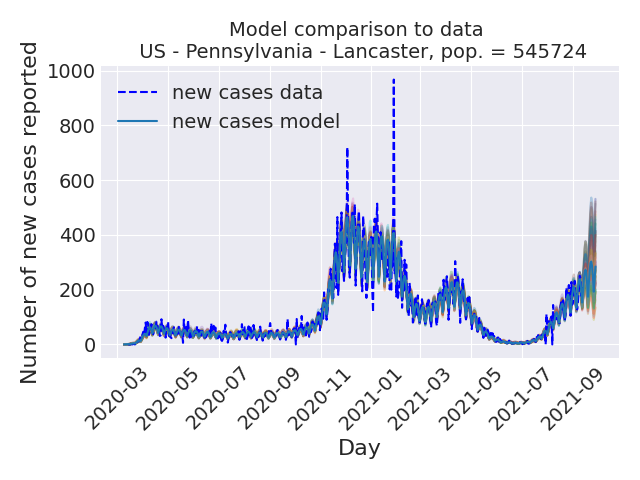 Model comparison to data
US - Pennsylvania - Lancaster, pop. = 545724
Number of new cases reported
1000
800
600
400
200
0
new cases data
new cases model
2020-03
2020-05
2020-07
2020-09
2020-11
2021-01
2021-03
2021-05
2021-07
2021-09
Day